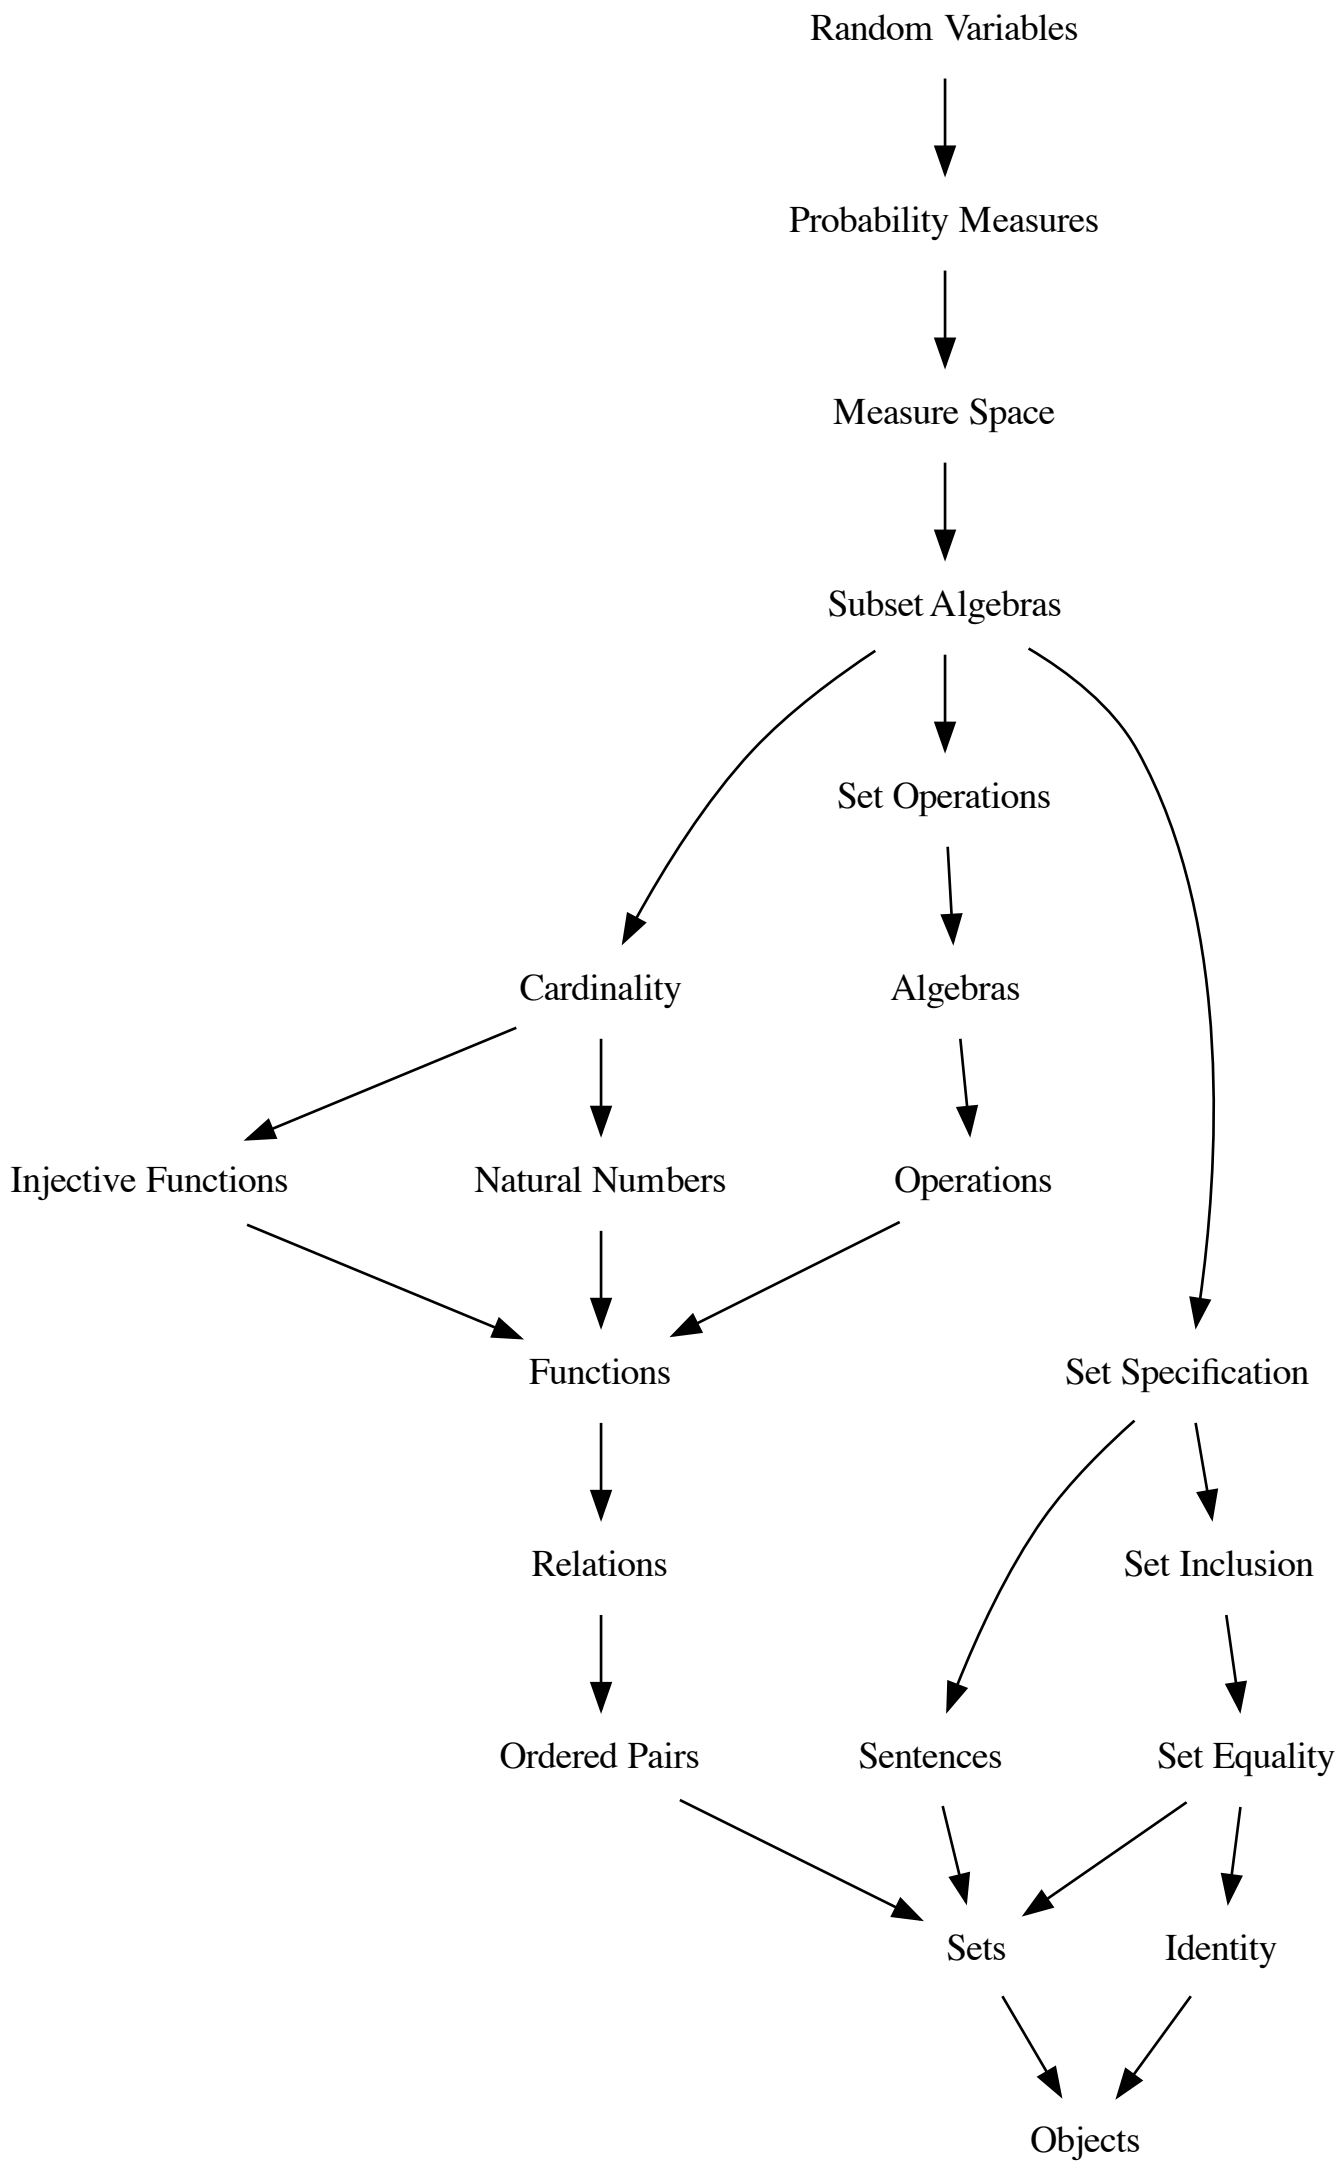 Random Variables
Probability Measures
Measure Space
Subset Algebras
Set Operations
Cardinality
Algebras
Injective Functions
Natural Numbers
Operations
Functions
Set Specification
Relations
Set Inclusion
Ordered Pairs
Sentences
Set Equality
Sets
Identity
Objects